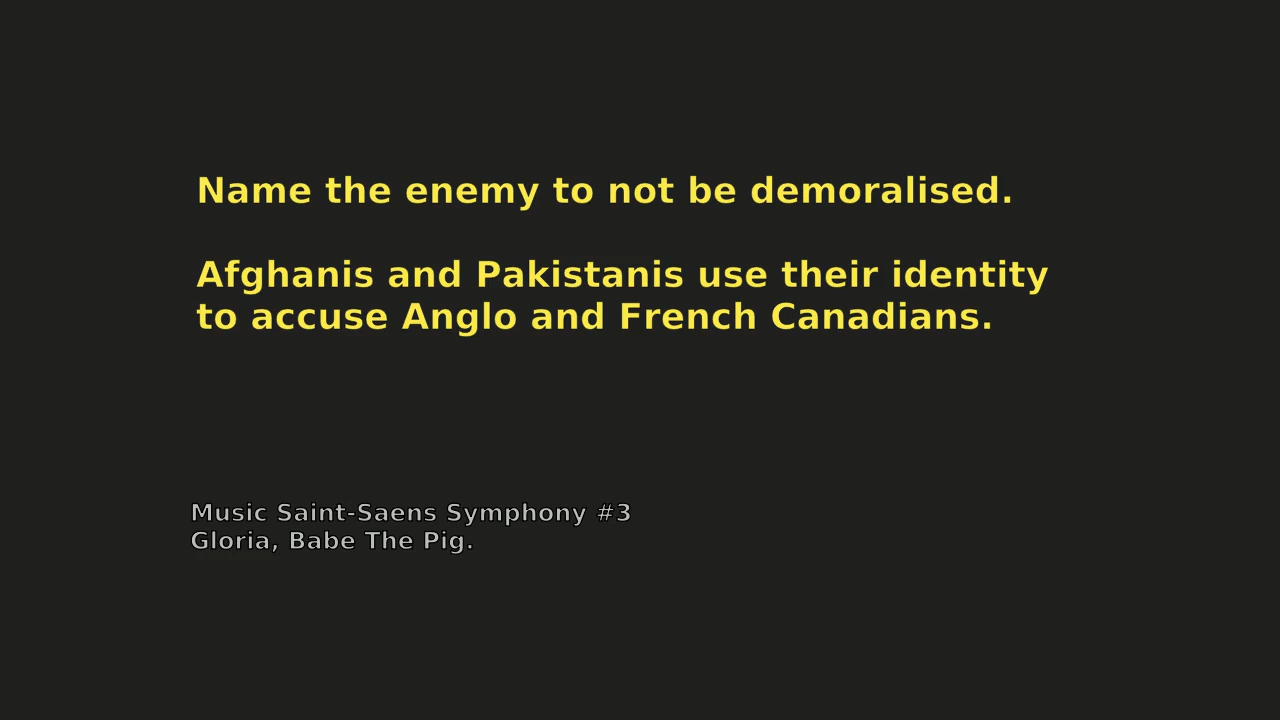 Name the enemy to not be demoralised.
Afghanis and Pakistanis use their identity
to accuse Anglo and French Canadians.
Music Saint-Saens Symphony #3
Gloria, Babe The Pig.